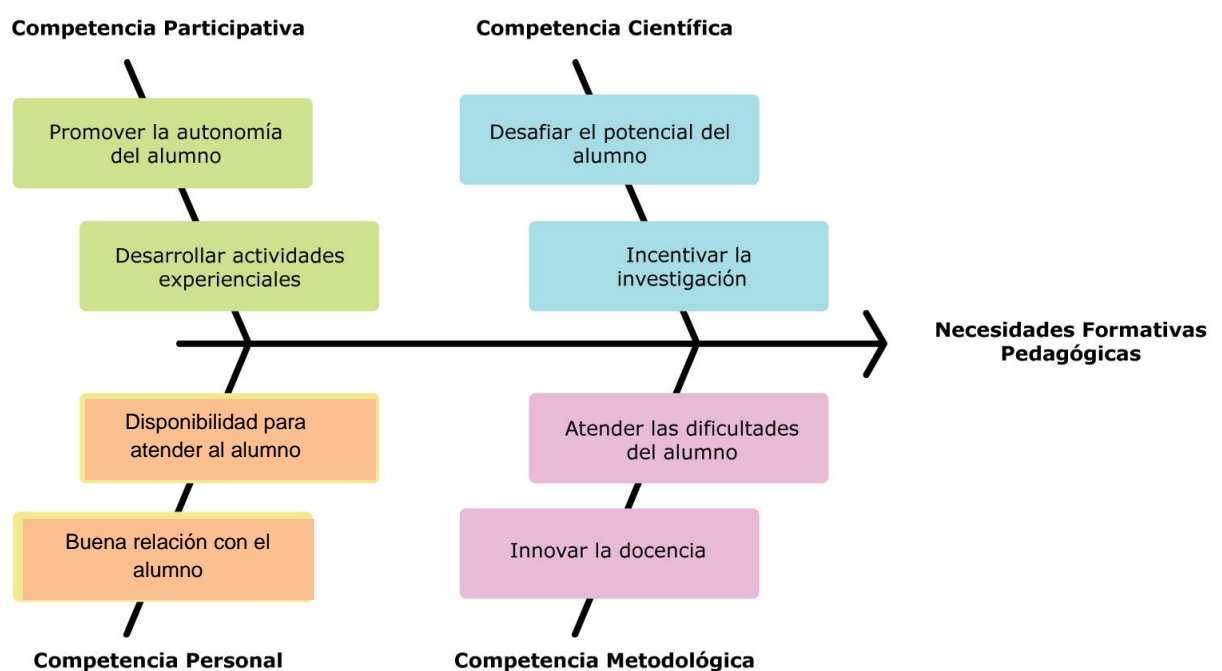 Competencia Participativa
Competencia Científica
Promover la autonomía
del alumno
Desafiar el potencial del
alumno
Desarrollar actividades
experienciales
Incentivar la
investigación
Necesidades Formativas
Pedagógicas
Disponibilidad para
atender al alumno
Atender las dificultades
del alumno
Buena relación con el
alumno
Innovar la docencia
Competencia Personal
Competencia Metodológica